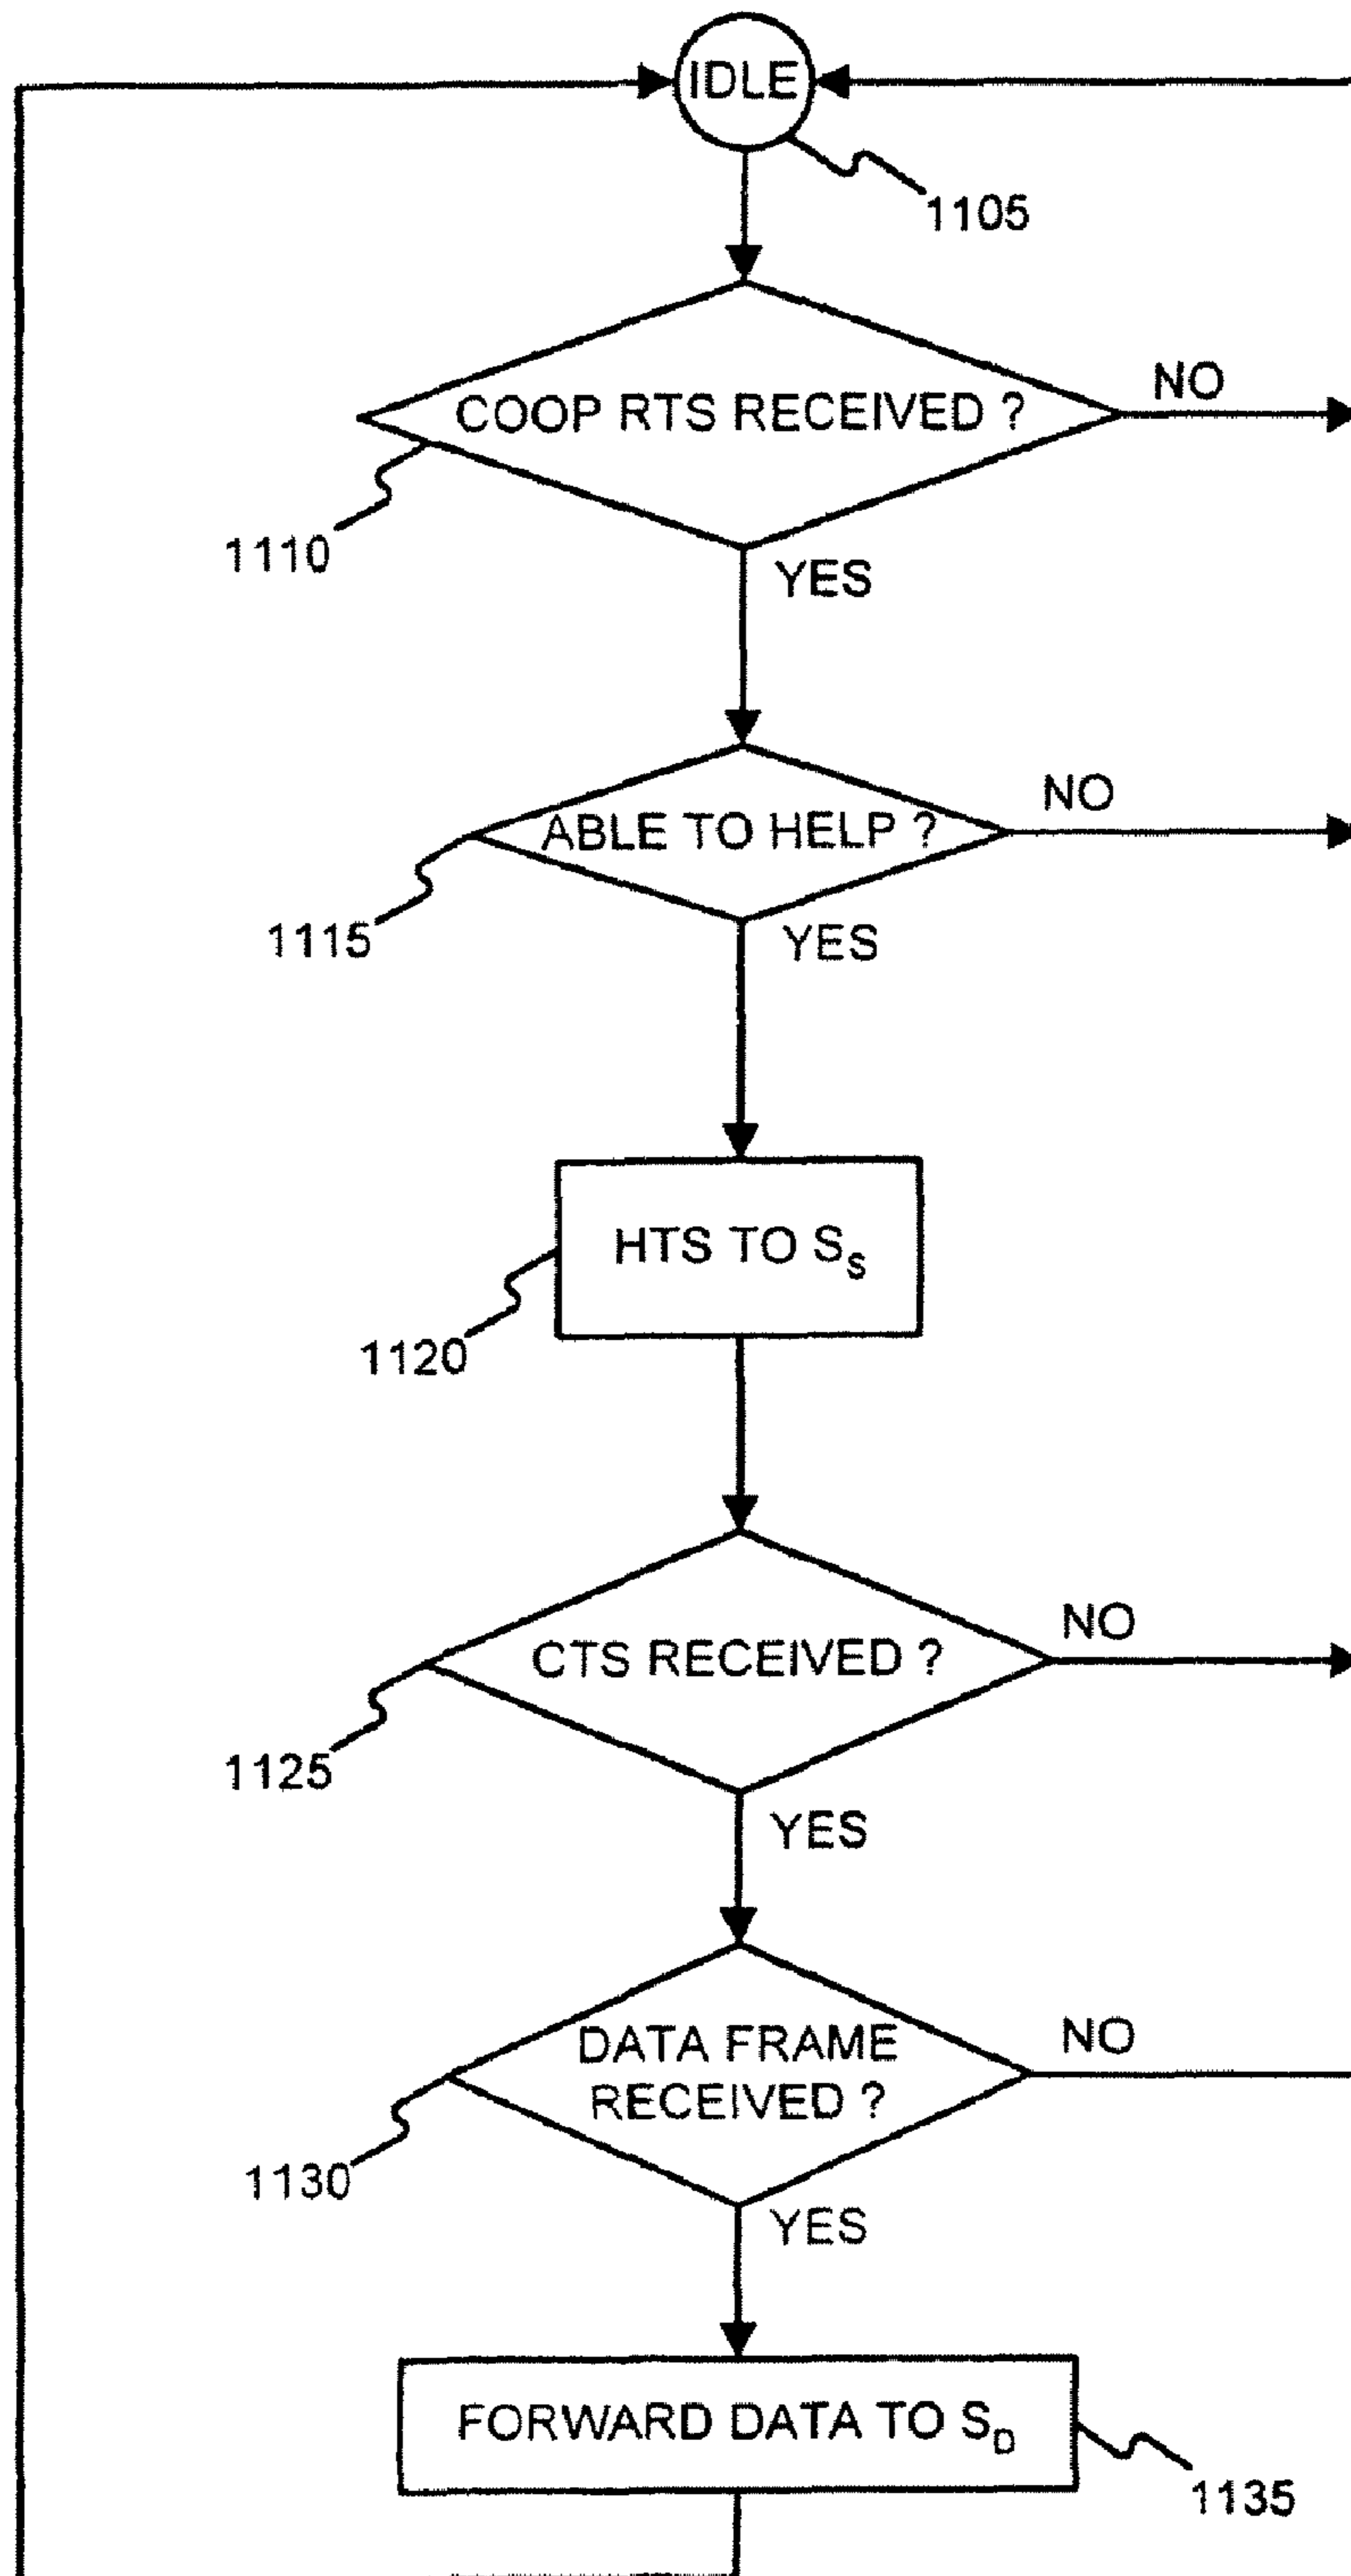 IDLE
1105
COOP RTS RECEIVED ?
NO
1110
YES
ABLE TO HELP ?
NO
1115
YES
HTS TO S_S
1120
CTS RECEIVED ?
NO
1125
YES
DATA FRAME
RECEIVED ?
NO
1130
YES
FORWARD DATA TO S_D
1135